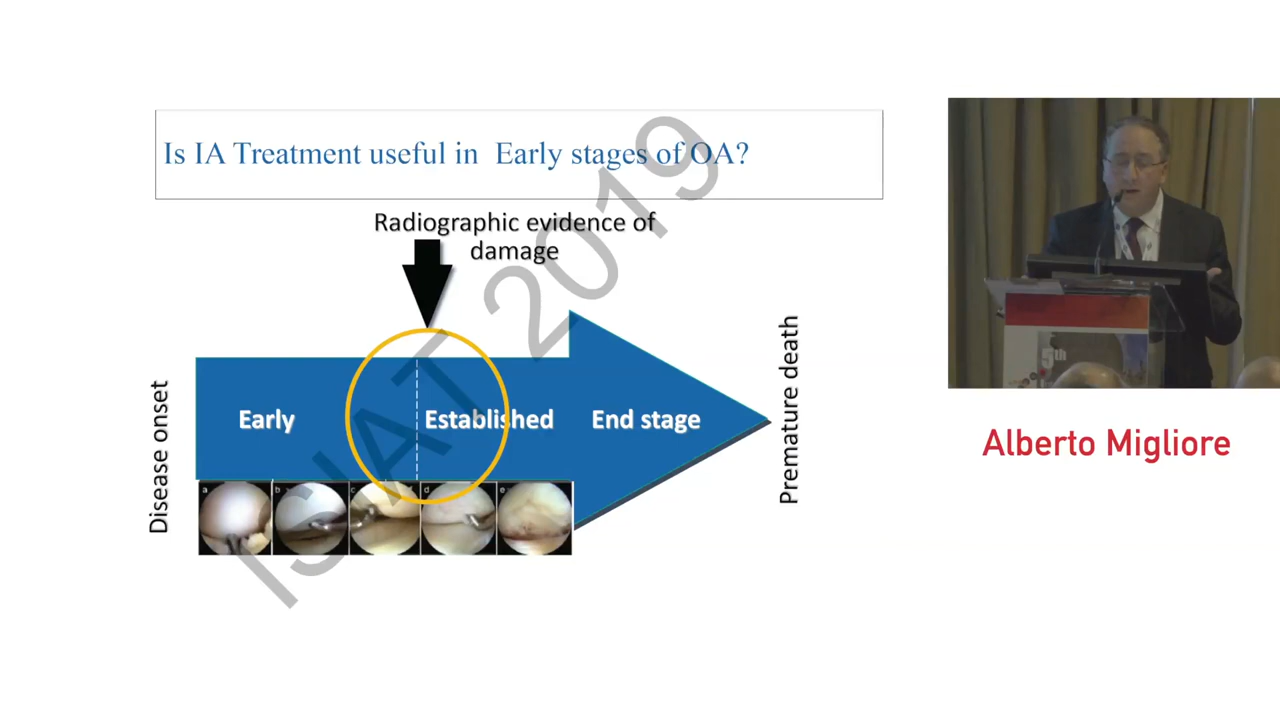 Is IA Treatment useful in Early stages of OA?
Radiographic evidence of
damage
Disease onset
Early
Established
End stage
Premature death
a
b
c
d
e
ISIAT 2019
5th
Alberto Migliore